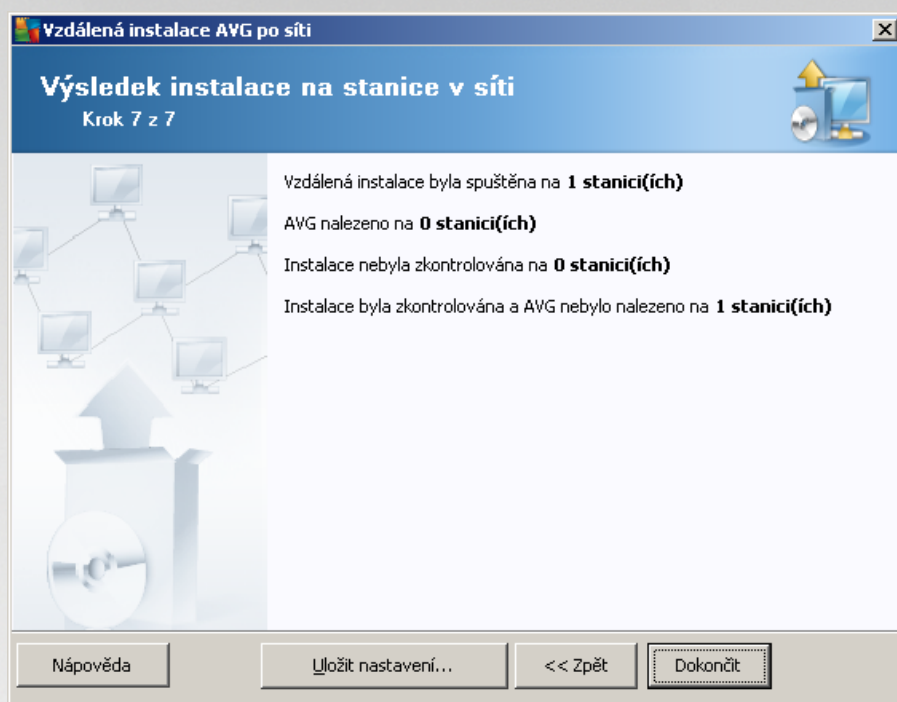 Vzdálená instalace AVG po síti
Výsledek instalace na stanice v síti
Krok 7 z 7
Vzdálená instalace byla spuštěna na 1 stanici(ích)
AVG nalezeno na 0 stanici(ích)
Instalace nebyla zkontrolována na 0 stanici(ích)
Instalace byla zkontrolována a AVG nebylo nalezeno na 1 stanici(ích)
Nápověda
Uložit nastavení...
<< Zpět
Dokončit